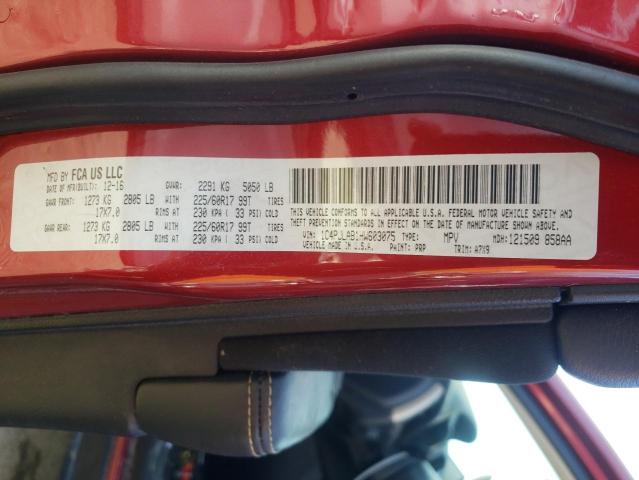 MFD BY FCA US LLC
DATE OF MFR(BUILT): 12-16 GVWR: 2291 KG 5050 LB
GAWR FRONT: 1273 KG 2805 LB WITH 225/60R17 99T
17X7.0 RIMS AT 230 KPA ( 33 PSI) COLD
GAWR REAR: 1273 KG 2805 LB WITH 225/60R17 99T
17X7.0 RIMS AT 230 KPA ( 33 PSI) COLD
THIS VEHICLE CONFORMS TO ALL APPLICABLE U.S.A. FEDERAL MOTOR VEHICLE SAFETY AND
THEFT PREVENTION STANDARDS IN EFFECT ON THE DATE OF MANUFACTURE SHOWN ABOVE.
VIN: TYPE: MPV MDH: 121509 858AA
VEHICLE MADE IN U.S.A. PAINT: PRP TRIM: A7X9